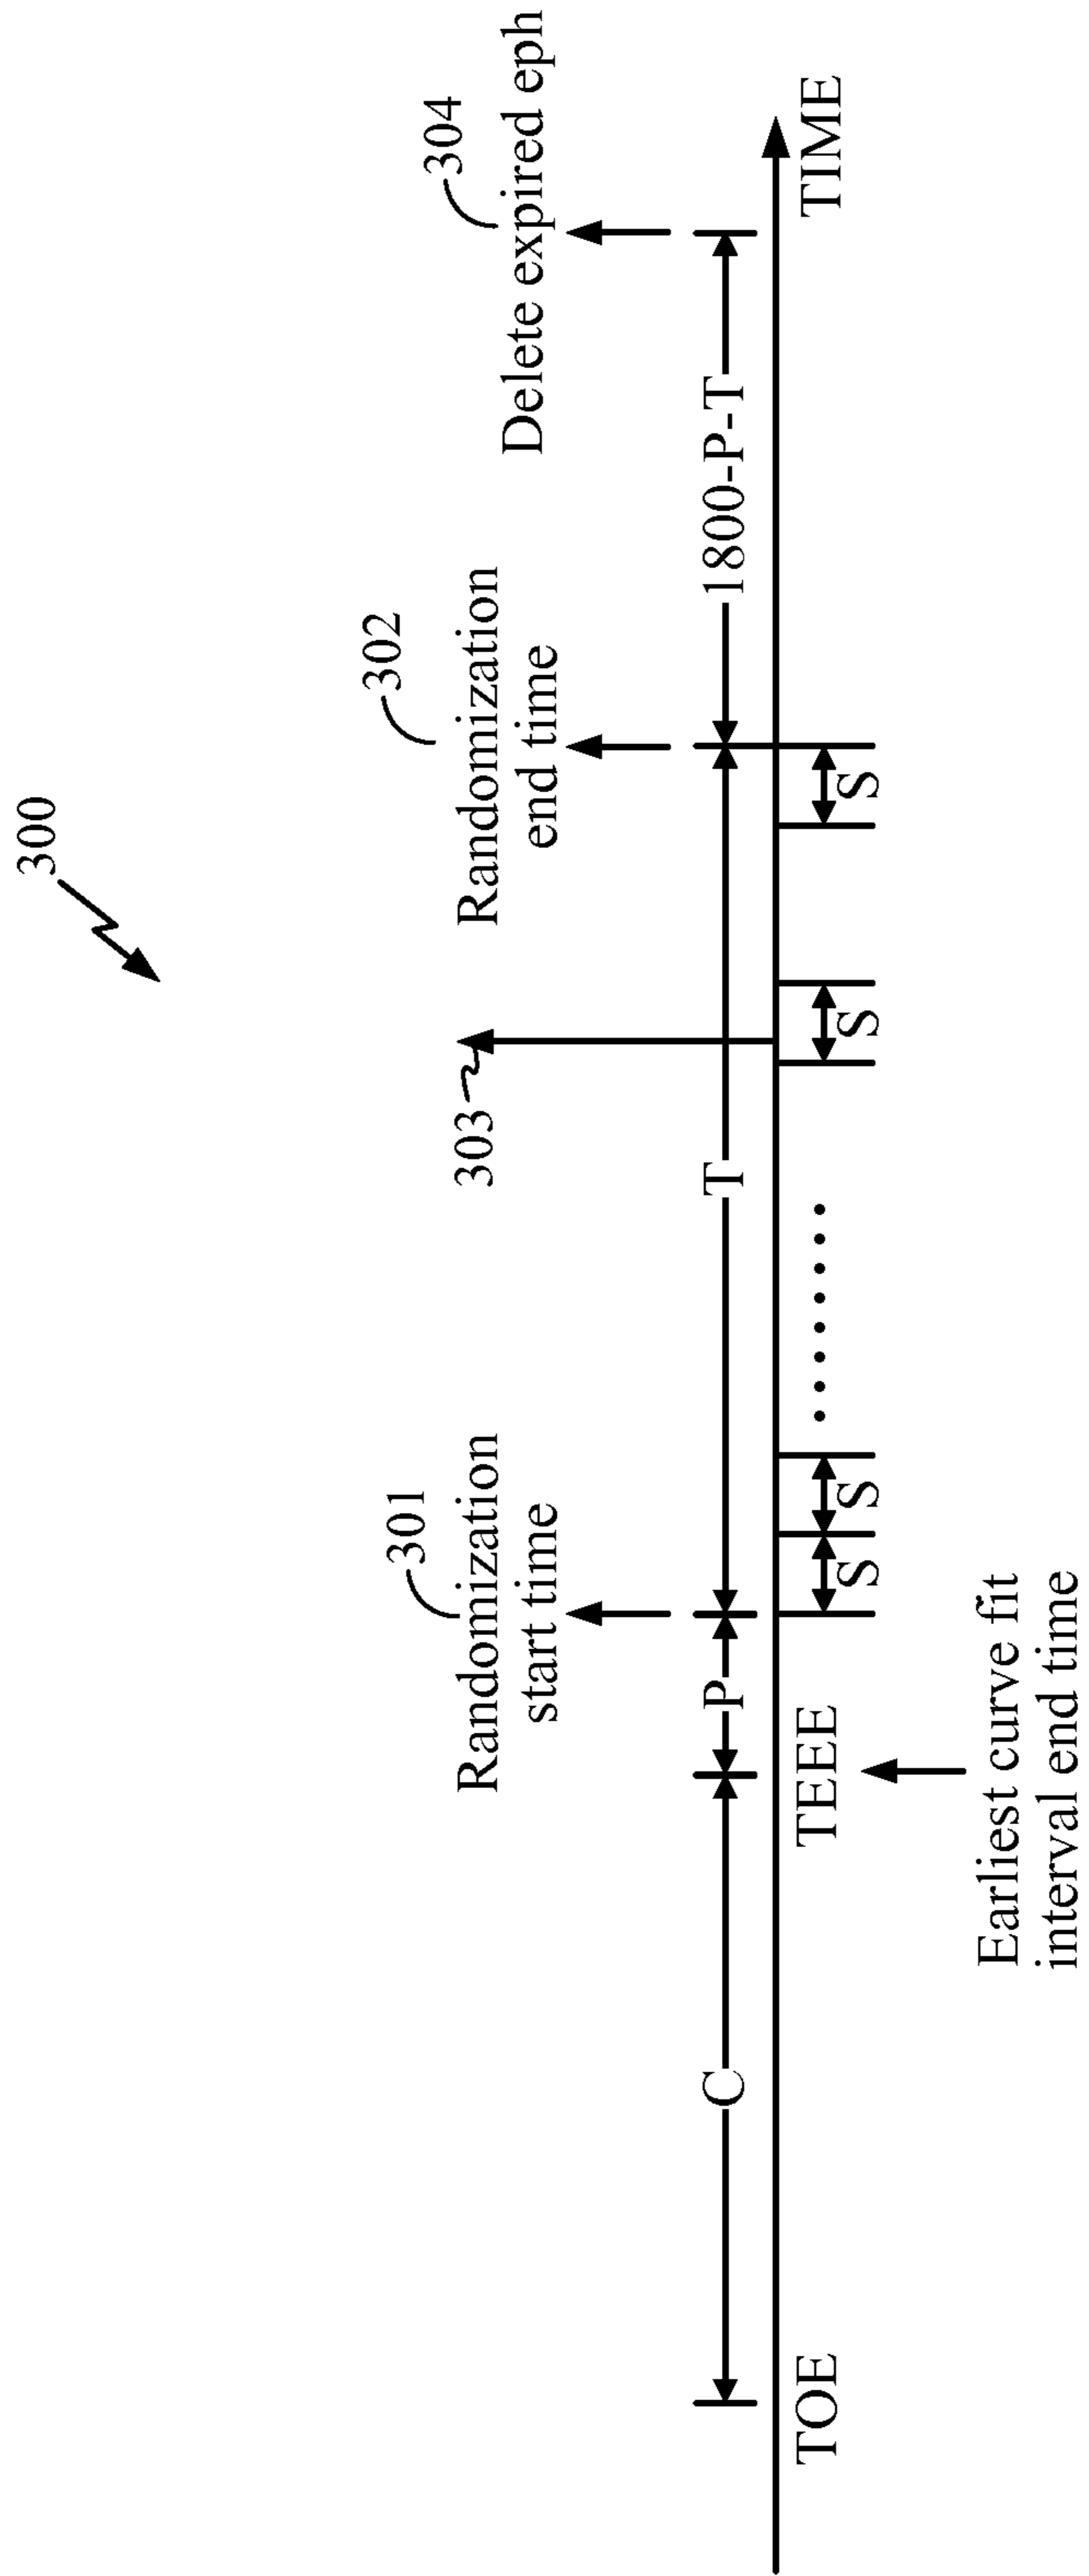 300
301
Randomization
start time
303
302
Randomization
end time
304
Delete expired eph
C
P
T
1800-P-T
TOE
TEEE
S
S
........
S
S
TIME
Earliest curve fit
interval end time